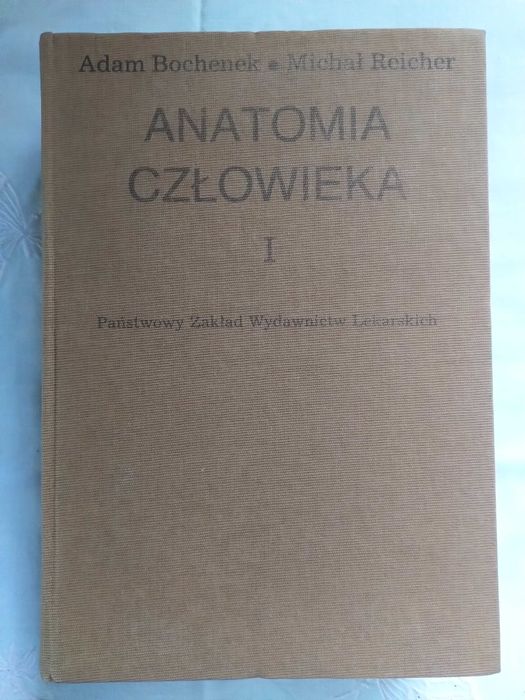 Adam Bochenek • Michał Reicher
ANATOMIA
CZŁOWIEKA
I
Państwowy Zakład Wydawnictw Lekarskich